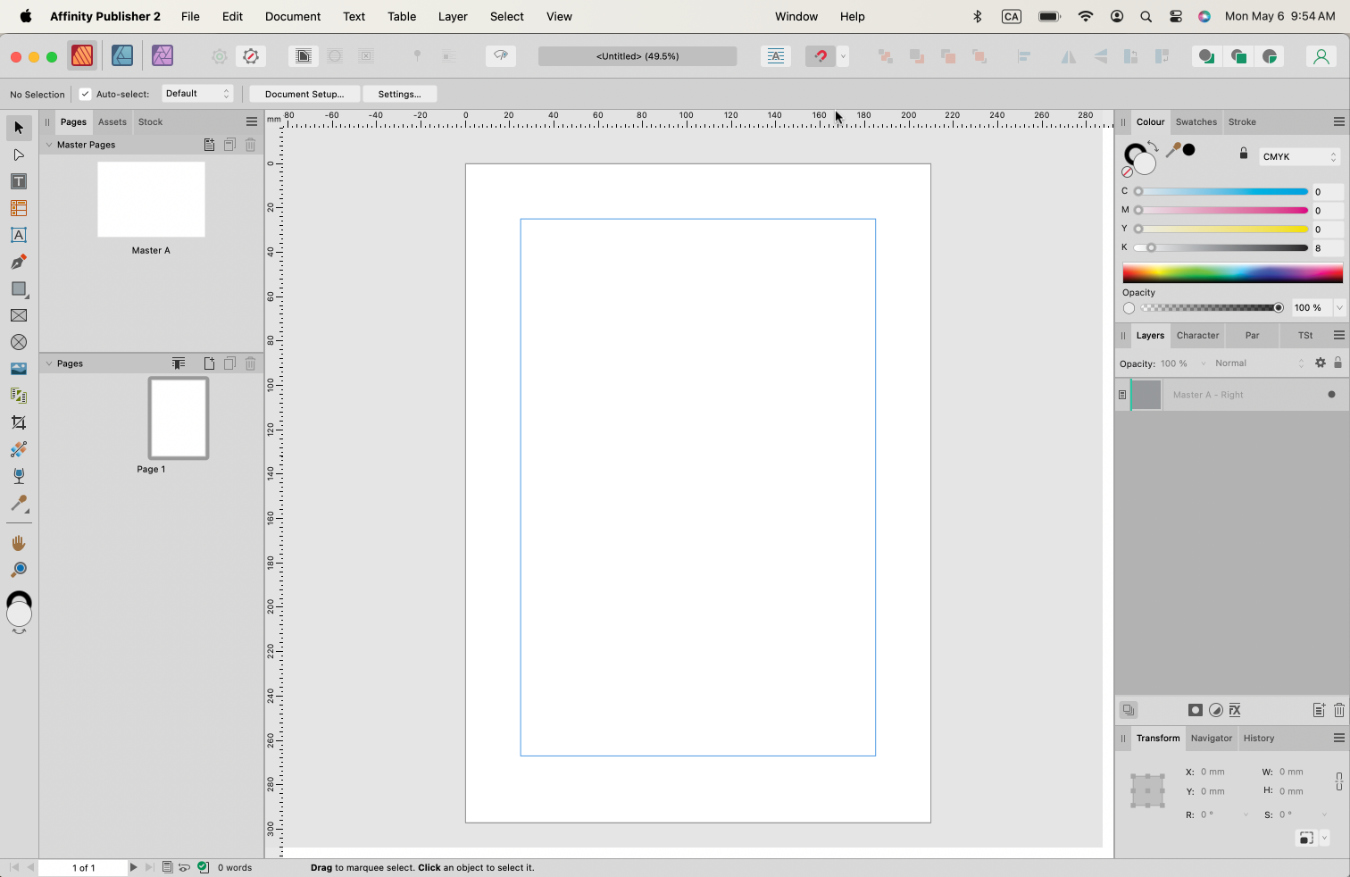 Affinity Publisher 2 File Edit Document Text Table Layer Select View Window Help CA Mon May 6 9:54 AM
<Untitled> (49.5%)
No Selection Auto-select: Default Document Setup... Settings...
Pages Assets Stock
Master Pages
Master A
Pages
Page 1
mm 80 -60 -40 -20 0 20 40 60 80 100 120 140 160 180 200 220 240 260 280
0
20
40
60
80
100
120
140
160
180
200
220
240
260
280
300
Colour Swatches Stroke
CMYK
C 0
M 0
Y 0
K 8
Opacity
100 %
Layers Character Par TSt
Opacity: 100 % Normal
Master A - Right
Transform Navigator History
X: 0 mm W: 0 mm
Y: 0 mm H: 0 mm
R: 0 ° S: 0 °
1 of 1 0 words Drag to marquee select. Click an object to select it.